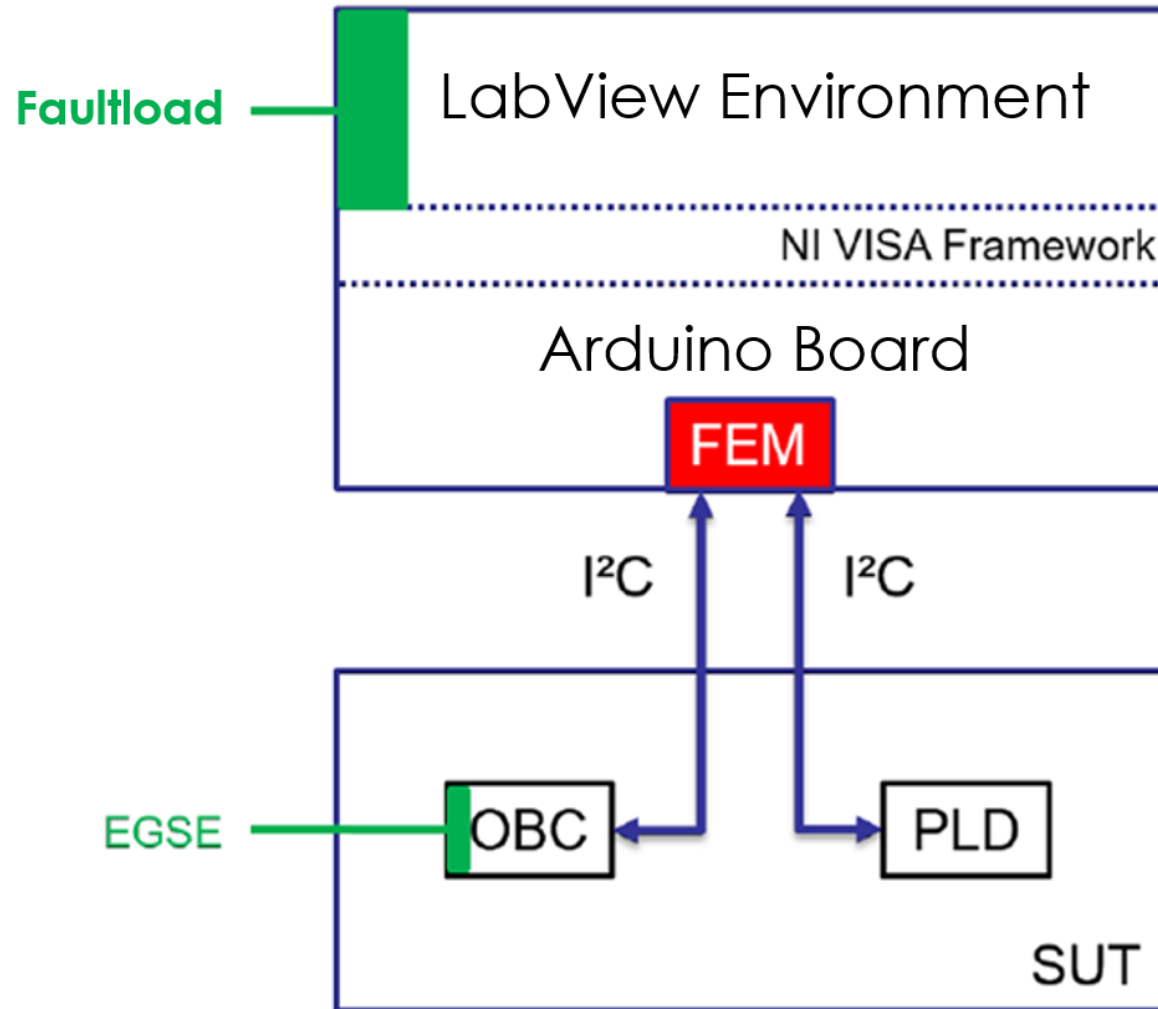 Faultload
LabView Environment
NI VISA Framework
Arduino Board
FEM
I²C
I²C
EGSE
OBC
PLD
SUT